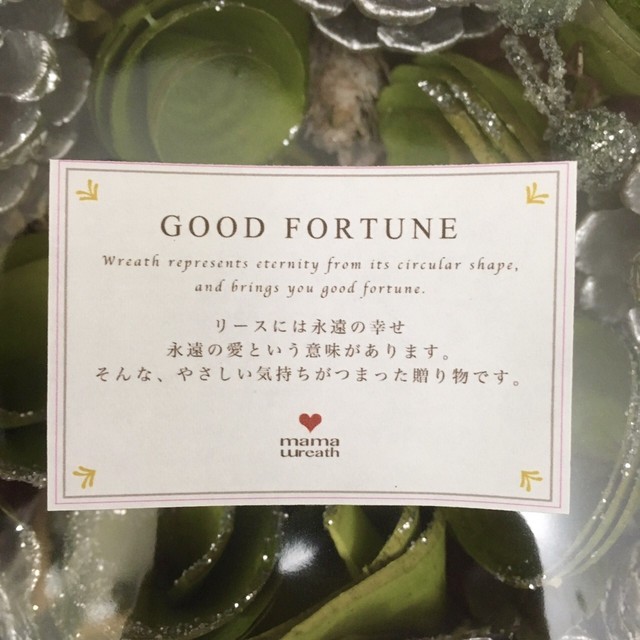 GOOD FORTUNE
Wreath represents eternity from its circular shape,
and brings you good fortune.
リースには永遠の幸せ
永遠の愛という意味があります。
そんな、やさしい気持ちがつまった贈り物です。
mama
wreath